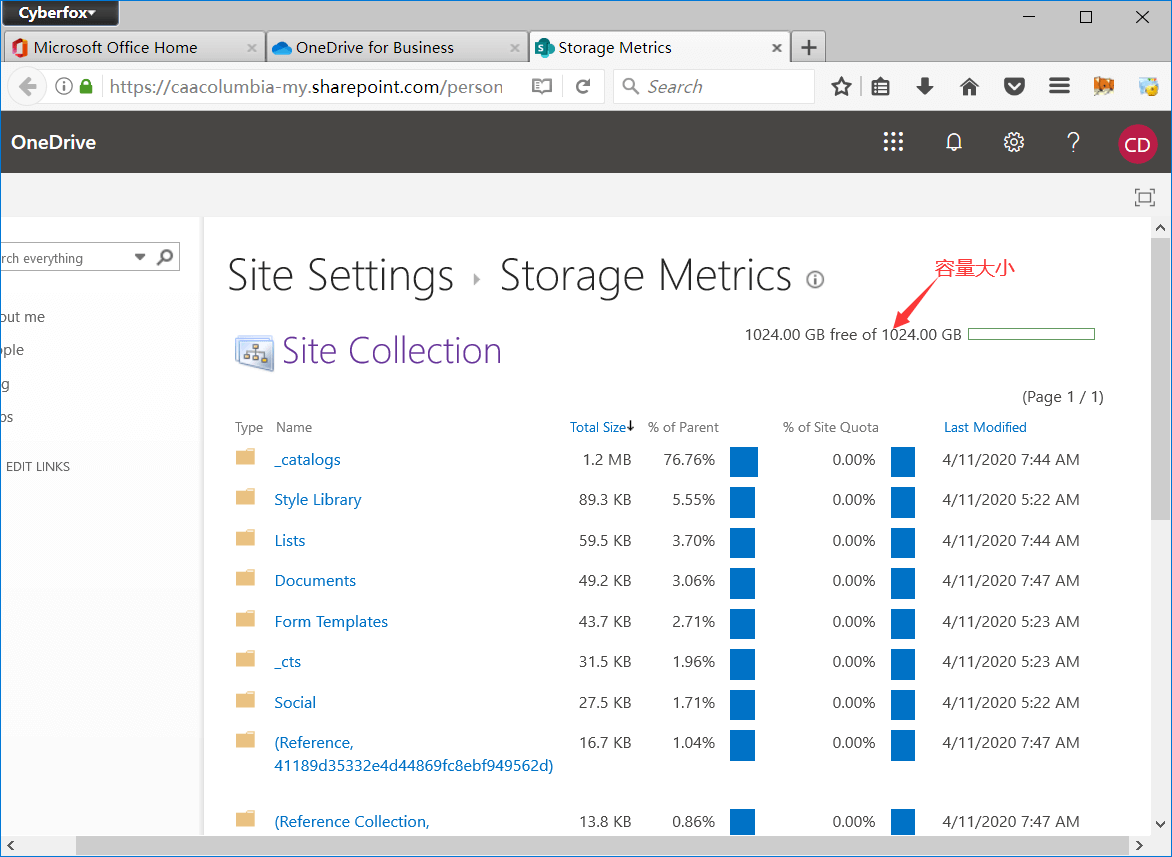 Cyberfox
Microsoft Office Home
OneDrive for Business
Storage Metrics
https://caacolumbia-my.sharepoint.com/person
Search
OneDrive
CD
rch everything
out me
ople
g
os
EDIT LINKS
Site Settings
Storage Metrics
容量大小
1024.00 GB free of 1024.00 GB
Site Collection
(Page 1 / 1)
Type Name Total Size % of Parent % of Site Quota Last Modified
_catalogs 1.2 MB 76.76% 0.00% 4/11/2020 7:44 AM
Style Library 89.3 KB 5.55% 0.00% 4/11/2020 5:22 AM
Lists 59.5 KB 3.70% 0.00% 4/11/2020 7:44 AM
Documents 49.2 KB 3.06% 0.00% 4/11/2020 7:47 AM
Form Templates 43.7 KB 2.71% 0.00% 4/11/2020 5:23 AM
_cts 31.5 KB 1.96% 0.00% 4/11/2020 5:23 AM
Social 27.5 KB 1.71% 0.00% 4/11/2020 5:22 AM
(Reference, 16.7 KB 1.04% 0.00% 4/11/2020 7:47 AM
41189d35332e4d44869fc8ebf949562d)
(Reference Collection, 13.8 KB 0.86% 0.00% 4/11/2020 7:47 AM